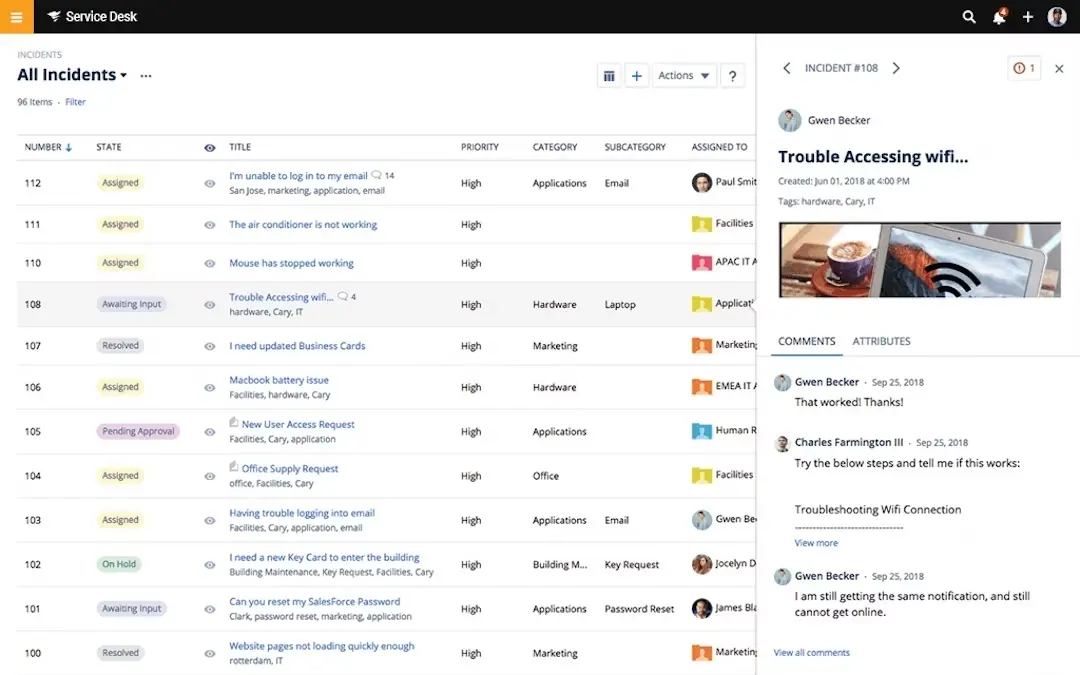 Service Desk
4
INCIDENTS
All Incidents
96 Items · Filter
Actions
?
NUMBER STATE TITLE PRIORITY CATEGORY SUBCATEGORY ASSIGNED TO
112 Assigned I'm unable to log in to my email 14 High Applications Email Paul Smit
San Jose, marketing, application, email
111 Assigned The air conditioner is not working High Facilities
110 Assigned Mouse has stopped working High APAC IT A
108 Awaiting Input Trouble Accessing wifi... 4 High Hardware Laptop Applicat
hardware, Cary, IT
107 Resolved I need updated Business Cards High Marketing Marketing
106 Assigned Macbook battery issue High Hardware EMEA IT A
Facilities, hardware, Cary
105 Pending Approval New User Access Request High Applications Human R
Facilities, Cary, application
104 Assigned Office Supply Request High Office Facilities
office, Facilities, Cary
103 Assigned Having trouble logging into email High Applications Email Gwen Be
Facilities, Cary, application, email
102 On Hold I need a new Key Card to enter the building High Building M... Key Request Jocelyn D
Building Maintenance, Key Request, Facilities, Cary
101 Awaiting Input Can you reset my SalesForce Password High Applications Password Reset James Bla
Clark, password reset, marketing, application
100 Resolved Website pages not loading quickly enough High Marketing Marketing
rotterdam, IT
INCIDENT #108
1
Gwen Becker
Trouble Accessing wifi...
Created: Jun 01, 2018 at 4:00 PM
Tags: hardware, Cary, IT
COMMENTS ATTRIBUTES
Gwen Becker · Sep 25, 2018
That worked! Thanks!
Charles Farmington III · Sep 25, 2018
Try the below steps and tell me if this works:
Troubleshooting Wifi Connection
-------------------------------
View more
Gwen Becker · Sep 25, 2018
I am still getting the same notification, and still
cannot get online.
View all comments